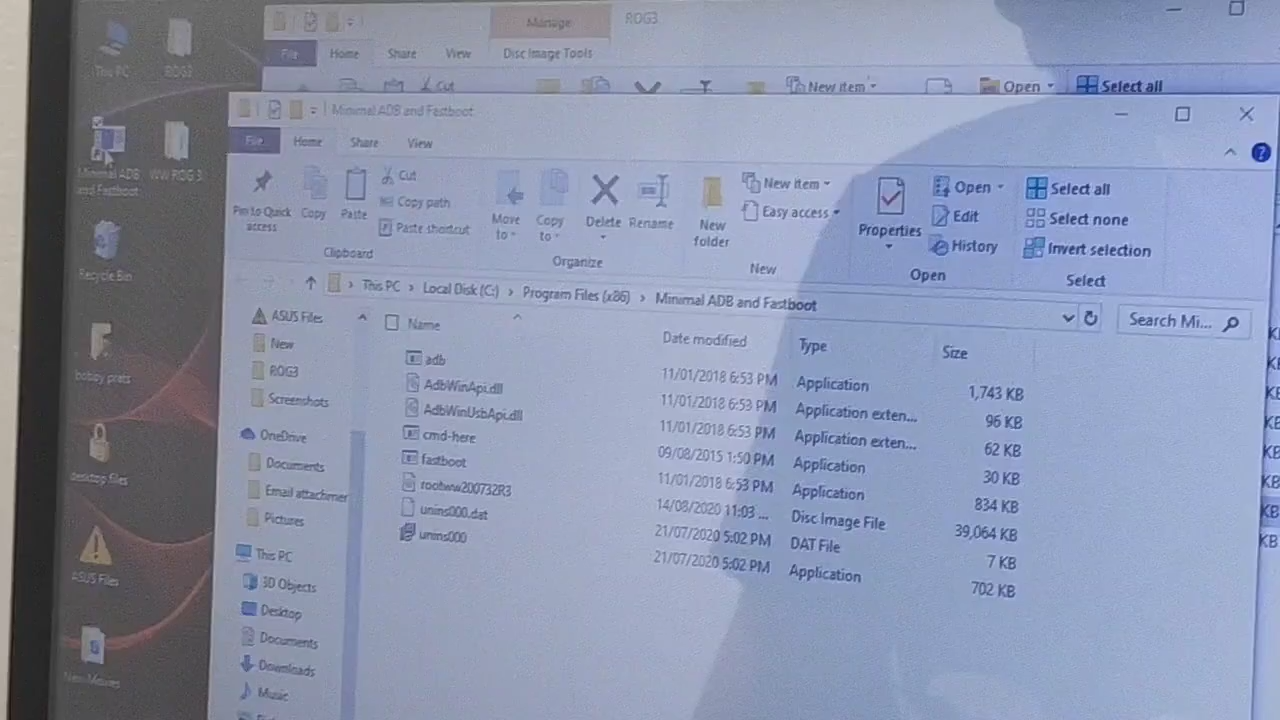 Manage
ROG3
File
Home
Share
View
Disc Image Tools
Cut
New item
Open
Select all
Minimal ADB and Fastboot
File
Home
Share
View
Pin to Quick access
Copy
Paste
Cut
Copy path
Paste shortcut
Clipboard
Move to
Copy to
Delete
Rename
Organize
New folder
New item
Easy access
New
Properties
Open
Edit
History
Open
Select all
Select none
Invert selection
Select
This PC > Local Disk (C:) > Program Files (x86) > Minimal ADB and Fastboot
Search Mi...
Name
Date modified
Type
Size
adb 11/01/2018 6:53 PM Application 1,743 KB
AdbWinApi.dll 11/01/2018 6:53 PM Application exten... 96 KB
AdbWinUsbApi.dll 11/01/2018 6:53 PM Application exten... 62 KB
cmd-here 09/08/2015 1:50 PM Application 30 KB
fastboot 11/01/2018 6:53 PM Application 834 KB
rootww200732R3 14/08/2020 11:03 ... Disc Image File 39,064 KB
unins000.dat 21/07/2020 5:02 PM DAT File 7 KB
unins000 21/07/2020 5:02 PM Application 702 KB
ASUS Files
New
ROG3
Screenshots
OneDrive
Documents
Email attachmer
Pictures
This PC
3D Objects
Desktop
Documents
Downloads
Music
This PC
ROG3
Minimal ADB and Fastboot
WW ROG 3
Recycle Bin
bobby prats
desktop files
ASUS Files
New Moves
KB
KB